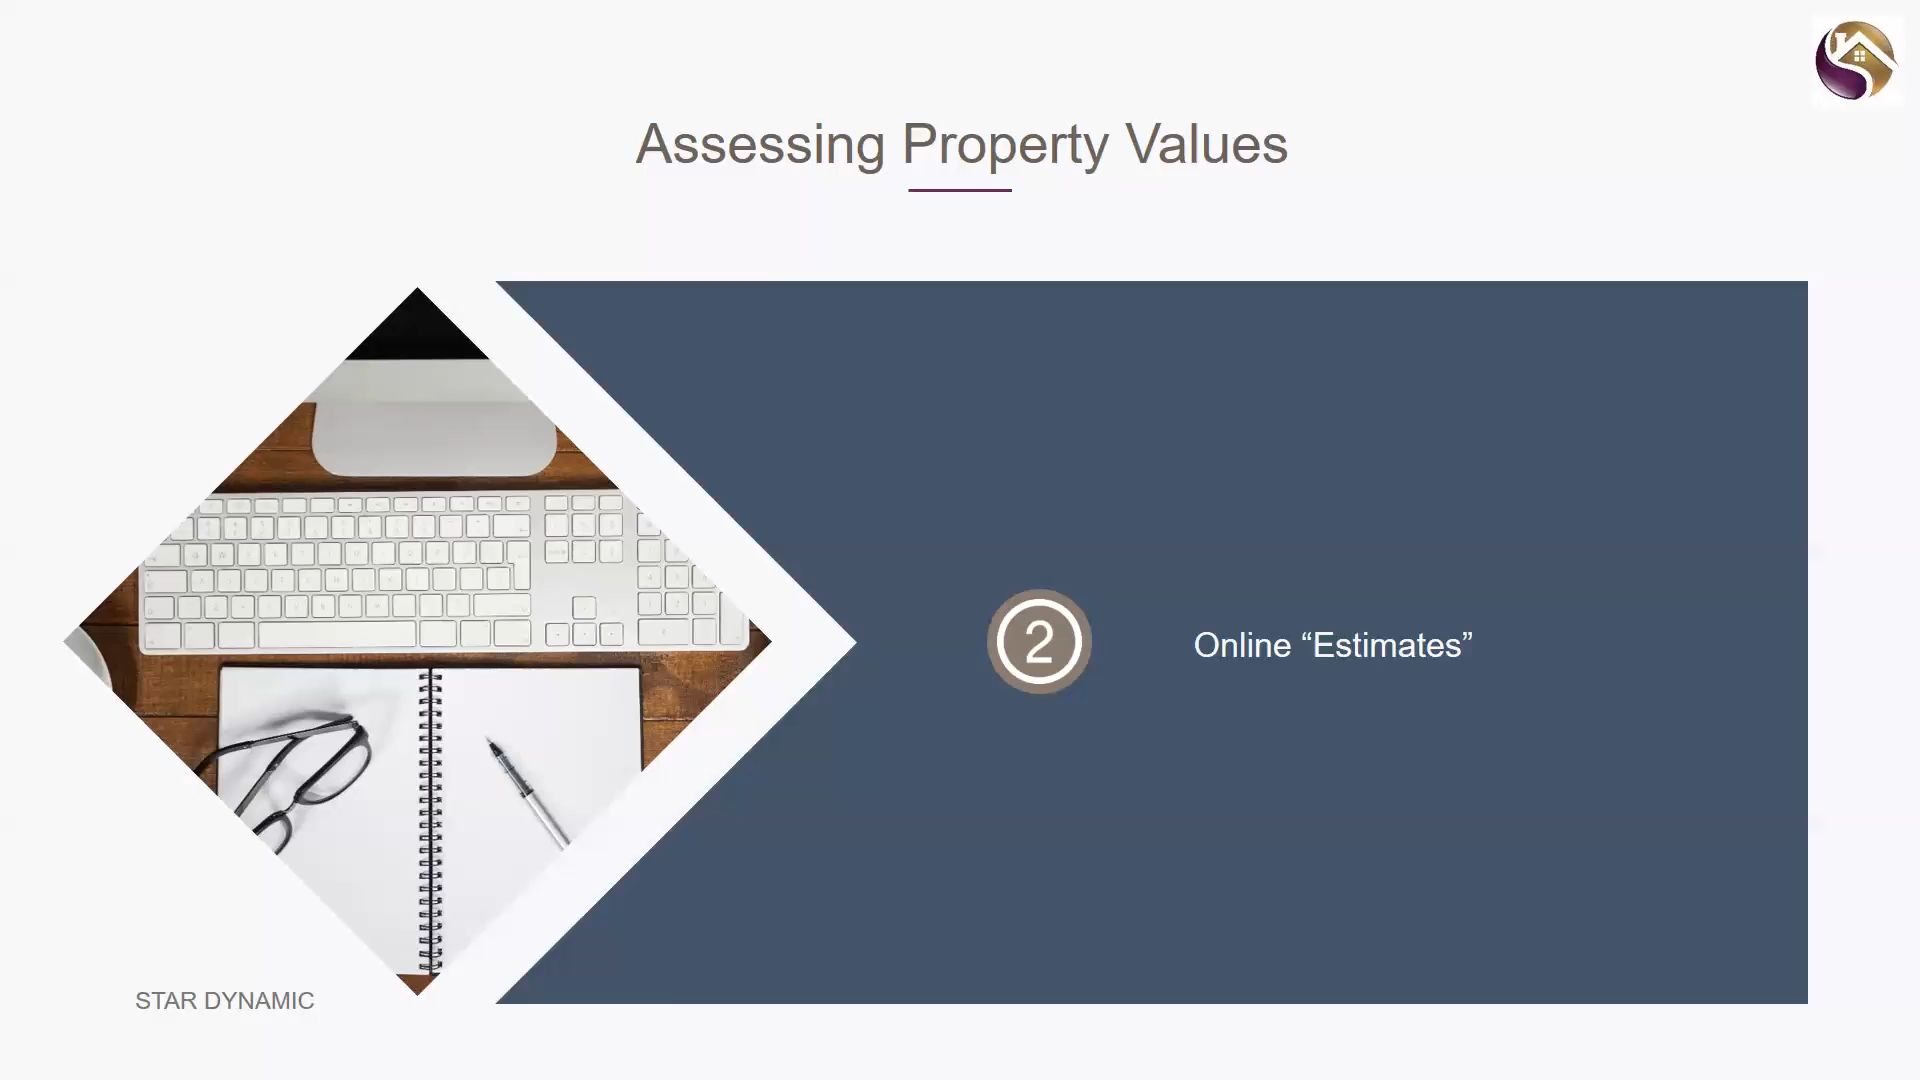 Assessing Property Values
2
Online “Estimates”
STAR DYNAMIC